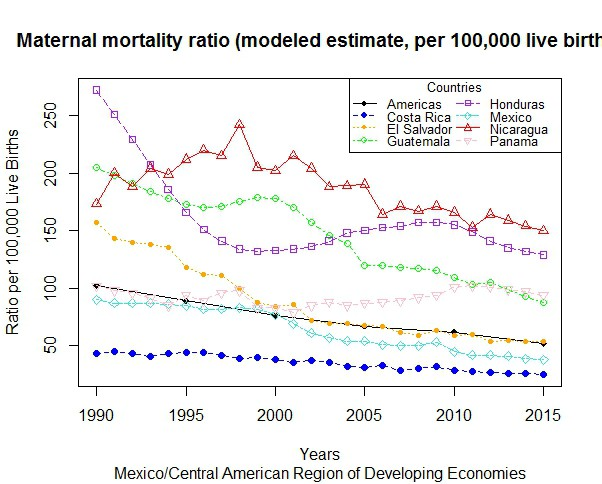 Maternal mortality ratio (modeled estimate, per 100,000 live birth
Countries
Americas
Costa Rica
El Salvador
Guatemala
Honduras
Mexico
Nicaragua
Panama
Ratio per 100,000 Live Births
250
200
150
100
50
1990 1995 2000 2005 2010 2015
Years
Mexico/Central American Region of Developing Economies